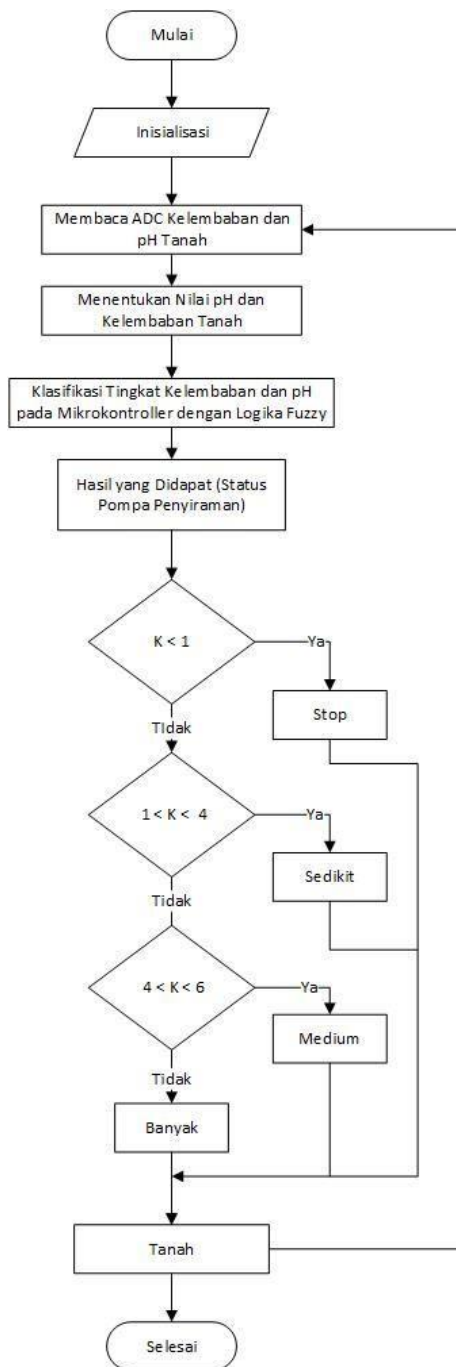 Mulai
Inisialisasi
Membaca ADC Kelembaban dan
pH Tanah
Menentukan Nilai pH dan
Kelembaban Tanah
Klasifikasi Tingkat Kelembaban dan pH
pada Mikrokontroller dengan Logika Fuzzy
Hasil yang Didapat (Status
Pompa Penyiraman)
K < 1
Ya
Stop
TIdak
1 < K < 4
Ya
Sedikit
Tidak
4 < K < 6
Ya
Medium
Tidak
Banyak
Tanah
Selesai